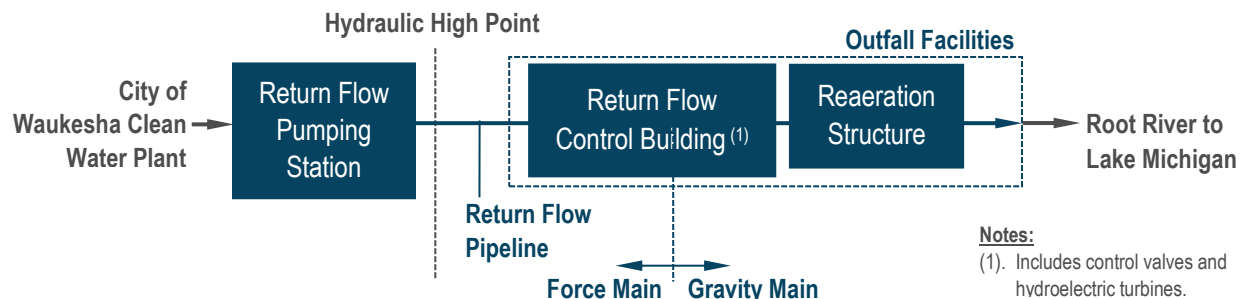 Hydraulic High Point
Outfall Facilities
City of
Waukesha Clean
Water Plant
Return Flow
Pumping
Station
Return Flow
Control Building (1)
Reaeration
Structure
Root River to
Lake Michigan
Return Flow
Pipeline
Force Main
Gravity Main
Notes:
(1). Includes control valves and
hydroelectric turbines.